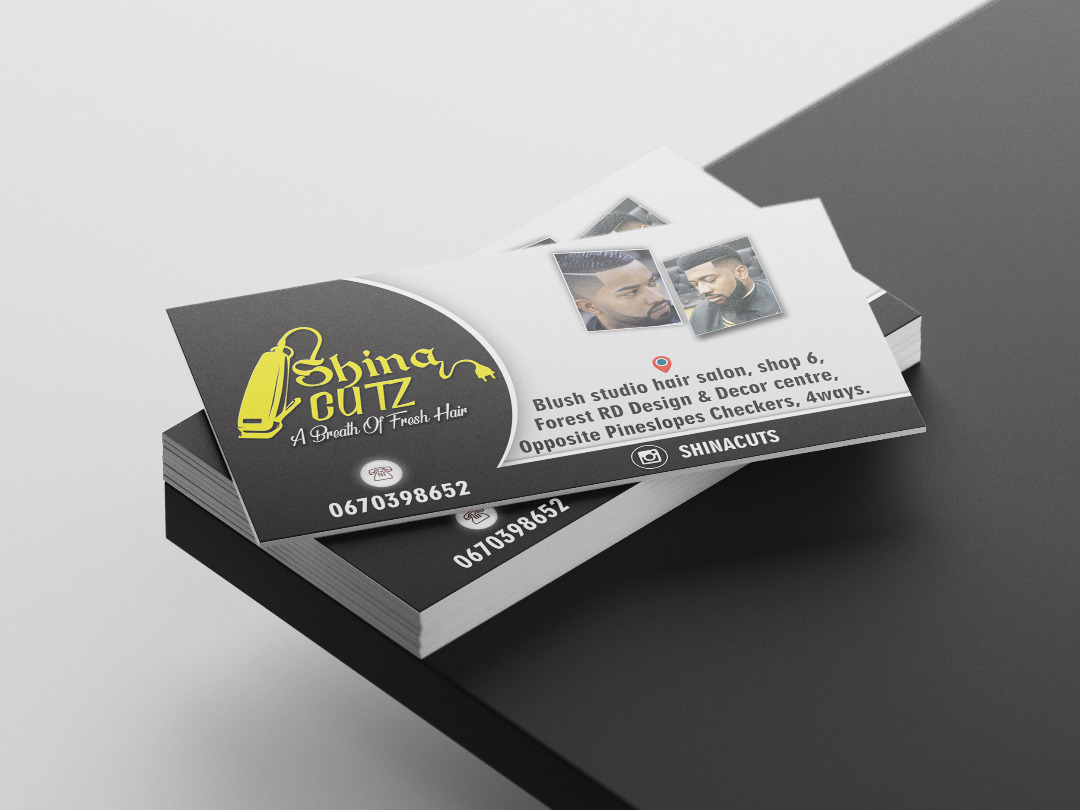 Shina
CUTZ
A Breath Of Fresh Hair
0670398652
Blush studio hair salon, shop 6,
Forest RD Design & Decor centre,
Opposite Pineslopes Checkers, 4ways.
SHINACUTS
0670398652